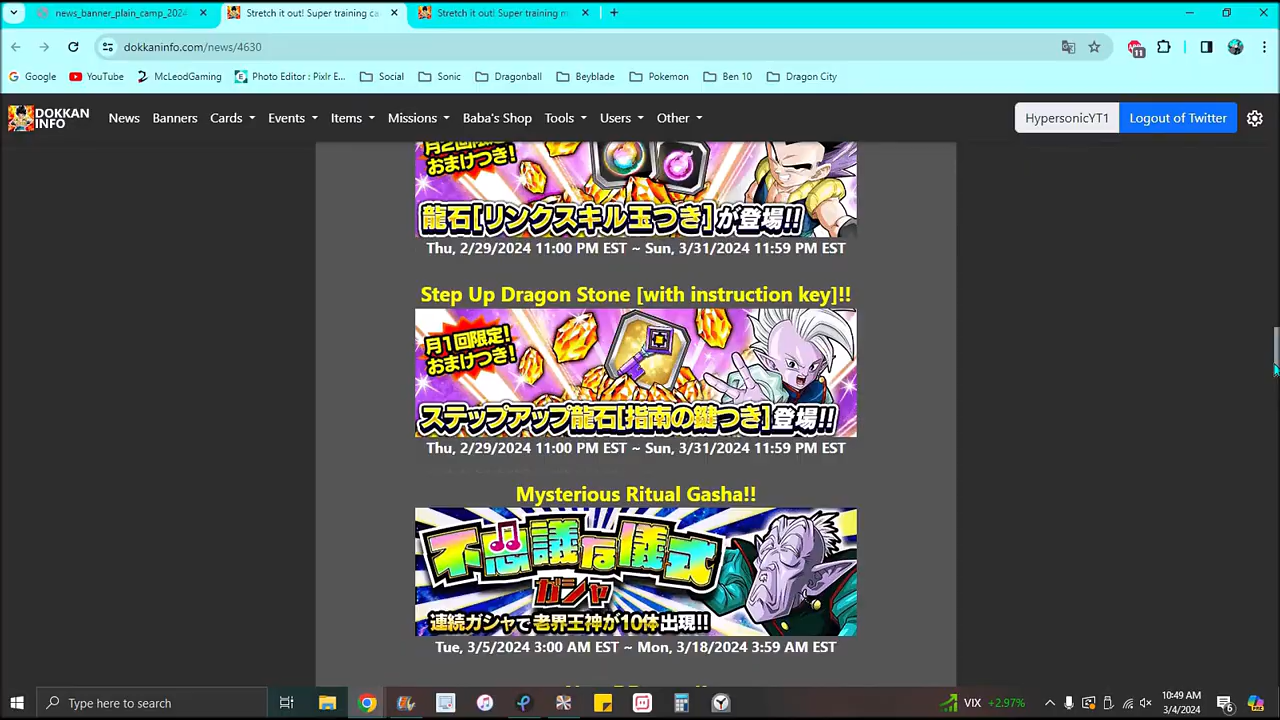 news_banner_plain_camp_2024
Stretch it out! Super training ca
Stretch it out! Super training m
dokkaninfo.com/news/4630
11
Google YouTube McLeodGaming Photo Editor : Pixlr E... Social Sonic Dragonball Beyblade Pokemon Ben 10 Dragon City
DOKKAN
INFO
News Banners Cards Events Items Missions Baba's Shop Tools Users Other HypersonicYT1 Logout of Twitter
月2回限定!
おまけつき!
龍石[リンクスキル玉つき]が登場!!
Thu, 2/29/2024 11:00 PM EST ~ Sun, 3/31/2024 11:59 PM EST
Step Up Dragon Stone [with instruction key]!!
月1回限定!
おまけつき!
ステップアップ龍石[指南の鍵つき]登場!!
Thu, 2/29/2024 11:00 PM EST ~ Sun, 3/31/2024 11:59 PM EST
Mysterious Ritual Gasha!!
不思議な儀式
ガシャ
連続ガシャで老界王神が10体出現!!
Tue, 3/5/2024 3:00 AM EST ~ Mon, 3/18/2024 3:59 AM EST
Type here to search
VIX +2.97%
10:49 AM
3/4/2024
6